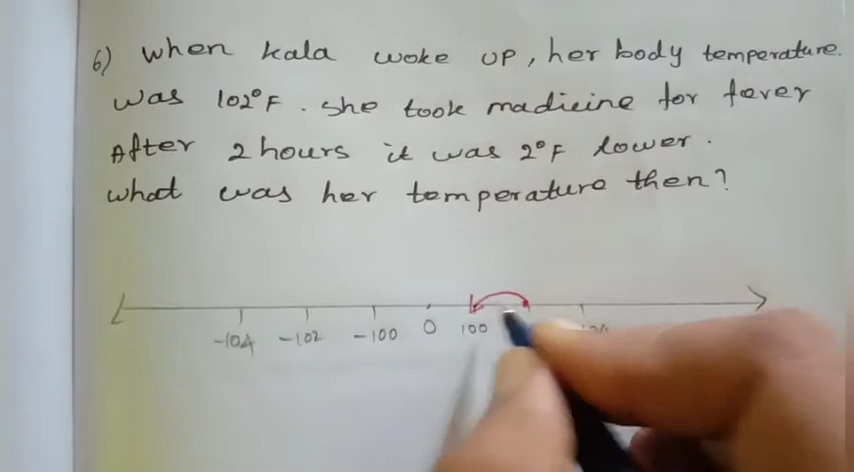 6) when kala woke up, her body temperature.
was 102°F. she took madicine for fever
After 2 hours it was 2°F lower.
what was her temperature then?
-104 -102 -100 0 100